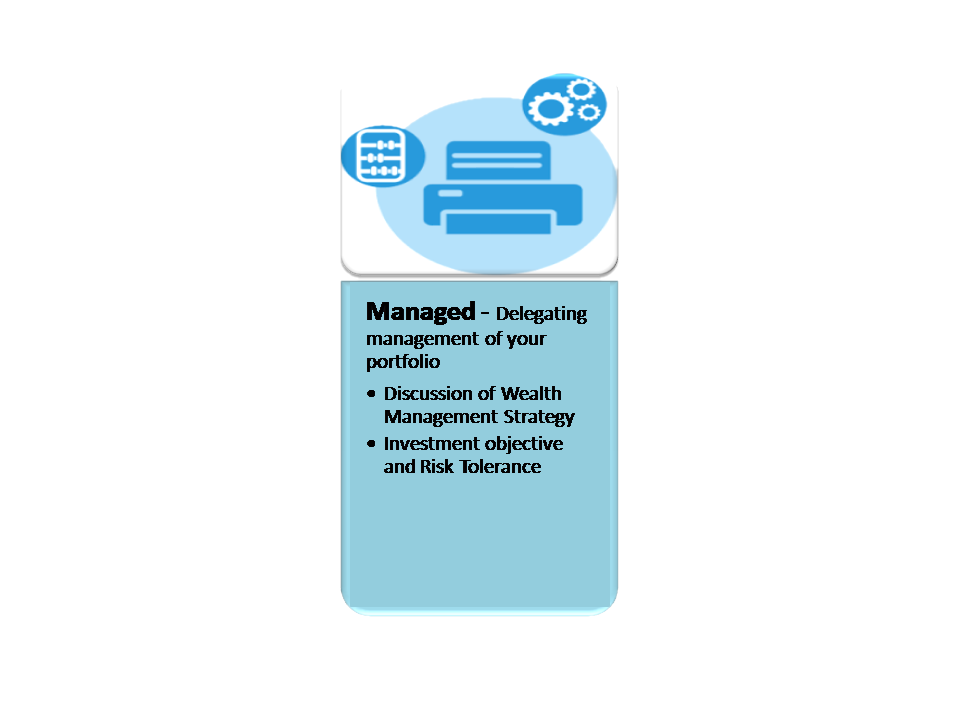 Managed - Delegating
management of your
portfolio
• Discussion of Wealth
Management Strategy
• Investment objective
and Risk Tolerance